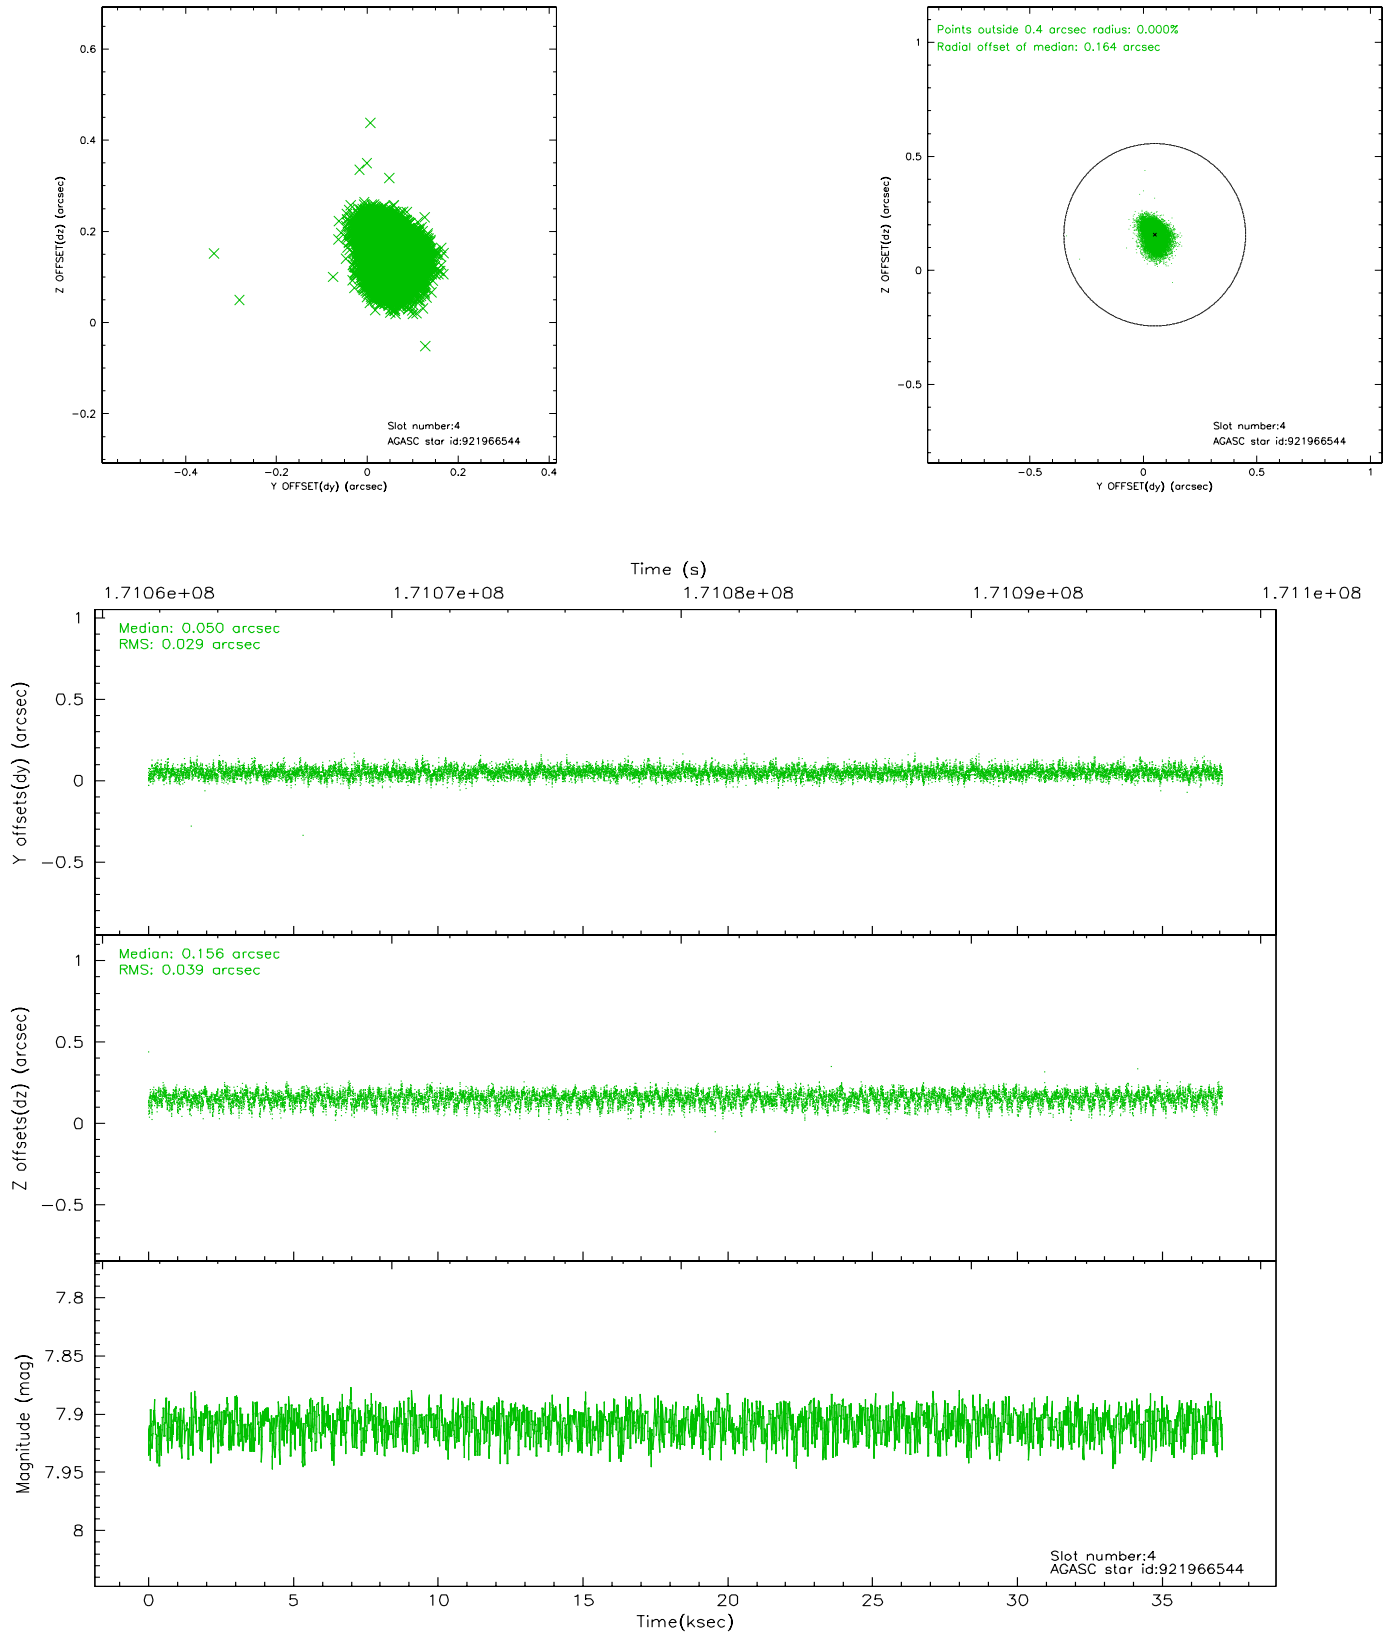 0.6
0.4
0.2
0
−0.2
Z OFFSET(dz) (arcsec)
Slot number:4
AGASC star id:921966544
−0.4 −0.2 0 0.2 0.4
Y OFFSET(dy) (arcsec)
Points outside 0.4 arcsec radius: 0.000%
Radial offset of median: 0.164 arcsec
1
0.5
0
−0.5
Z OFFSET(dz) (arcsec)
Slot number:4
AGASC star id:921966544
−0.5 0 0.5 1
Y OFFSET(dy) (arcsec)
Time (s)
1.7106e+08 1.7107e+08 1.7108e+08 1.7109e+08 1.711e+08
Median: 0.050 arcsec
RMS: 0.029 arcsec
1
0.5
0
−0.5
Y offsets(dy) (arcsec)
Median: 0.156 arcsec
RMS: 0.039 arcsec
1
0.5
0
−0.5
Z offsets(dz) (arcsec)
7.8
7.85
7.9
7.95
8
Magnitude (mag)
Slot number:4
AGASC star id:921966544
0 5 10 15 20 25 30 35
Time(ksec)